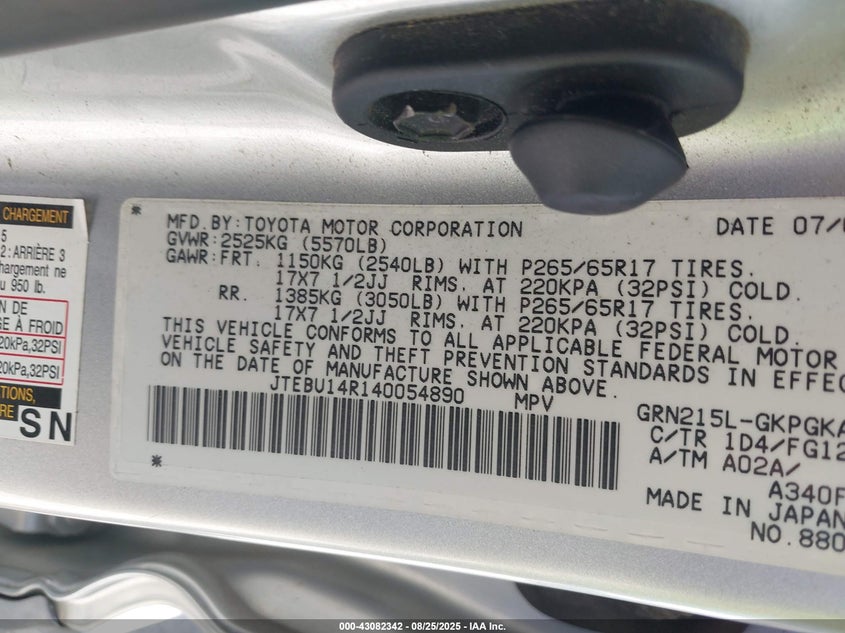 CHARGEMENT
5
2: ARRIÈRE 3
chargement ne
950 lb.
DE
À FROID
20kPa,32PSI
20kPa,32PSI
SN
MFD.BY:TOYOTA MOTOR CORPORATION DATE 07/
GVWR:2525KG (5570LB)
GAWR:FRT. 1150KG (2540LB) WITH P265/65R17 TIRES.
17X7 1/2JJ RIMS. AT 220KPA (32PSI) COLD.
RR. 1385KG (3050LB) WITH P265/65R17 TIRES.
17X7 1/2JJ RIMS. AT 220KPA (32PSI) COLD.
THIS VEHICLE CONFORMS TO ALL APPLICABLE FEDERAL MOTOR
VEHICLE SAFETY AND THEFT PREVENTION STANDARDS IN EFFEC
ON THE DATE OF MANUFACTURE SHOWN ABOVE.
JTEBU14R140054890 MPV
GRN215L-GKPGKA
C/TR 1D4/FG12
A/TM A02A/
A340F
MADE IN JAPAN
NO.880
000-43082342 - 08/25/2025 - IAA Inc.